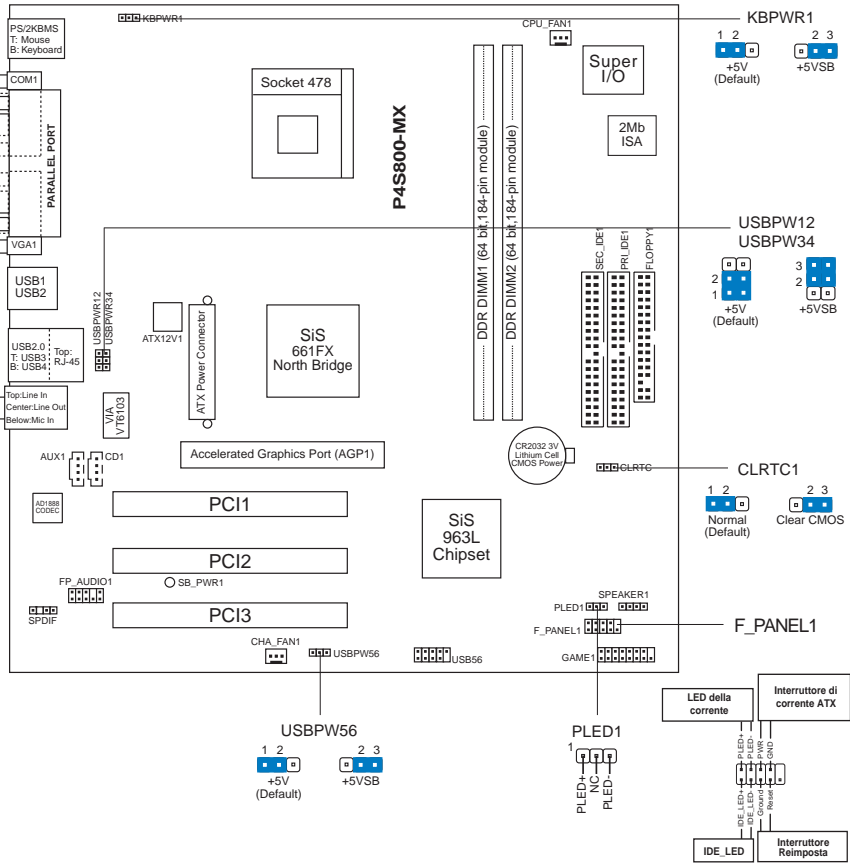 KBPWR1
PS/2KBMS
T: Mouse
B: Keyboard
CPU_FAN1
KBPWR1
1 2
2 3
+5V
(Default)
+5VSB
COM1
PARALLEL PORT
VGA1
Socket 478
P4S800-MX
Super
I/O
2Mb
ISA
DDR DIMM1 (64 bit,184-pin module)
DDR DIMM2 (64 bit,184-pin module)
SEC_IDE1
PRI_IDE1
FLOPPY1
USBPW12
USBPW34
2
1
+5V
(Default)
3
2
+5VSB
USB1
USB2
USBPWR12
USBPWR34
ATX12V1
ATX Power Connector
SiS
661FX
North Bridge
USB2.0
T: USB3
B: USB4
Top:
RJ-45
Top:Line In
Center:Line Out
Below:Mic In
VIA
VT6103
AUX1
CD1
Accelerated Graphics Port (AGP1)
CR2032 3V
Lithium Cell
CMOS Power
CLRTC
CLRTC1
1 2
2 3
Normal
(Default)
Clear CMOS
AD1888
CODEC
PCI1
SiS
963L
Chipset
PCI2
FP_AUDIO1
SB_PWR1
SPDIF
PCI3
PLED1
SPEAKER1
F_PANEL1
F_PANEL1
CHA_FAN1
USBPW56
USB56
GAME1
USBPW56
1 2
2 3
+5V
(Default)
+5VSB
PLED1
1
PLED+
NC
PLED-
LED della
corrente
Interruttore di
corrente ATX
PLED+
PLED-
PWR
GND
IDE_LED+
IDE_LED-
Ground
Reset
IDE_LED
Interruttore
Reimposta